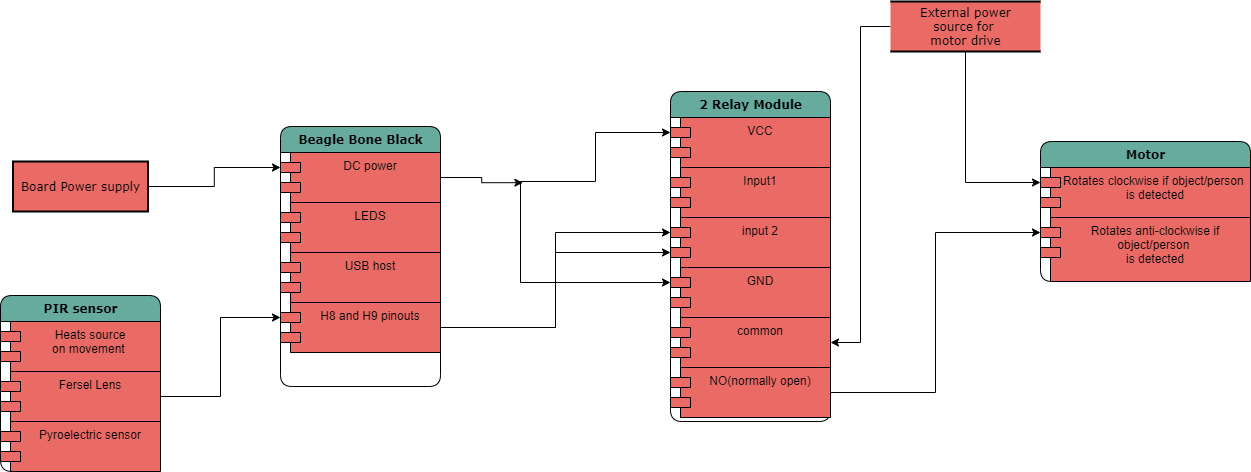 External power
source for
motor drive
2 Relay Module
VCC
Input1
input 2
GND
common
NO(normally open)
Beagle Bone Black
DC power
LEDS
USB host
H8 and H9 pinouts
Motor
Rotates clockwise if object/person
is detected
Rotates anti-clockwise if
object/person
is detected
Board Power supply
PIR sensor
Heats source
on movement
Fersel Lens
Pyroelectric sensor